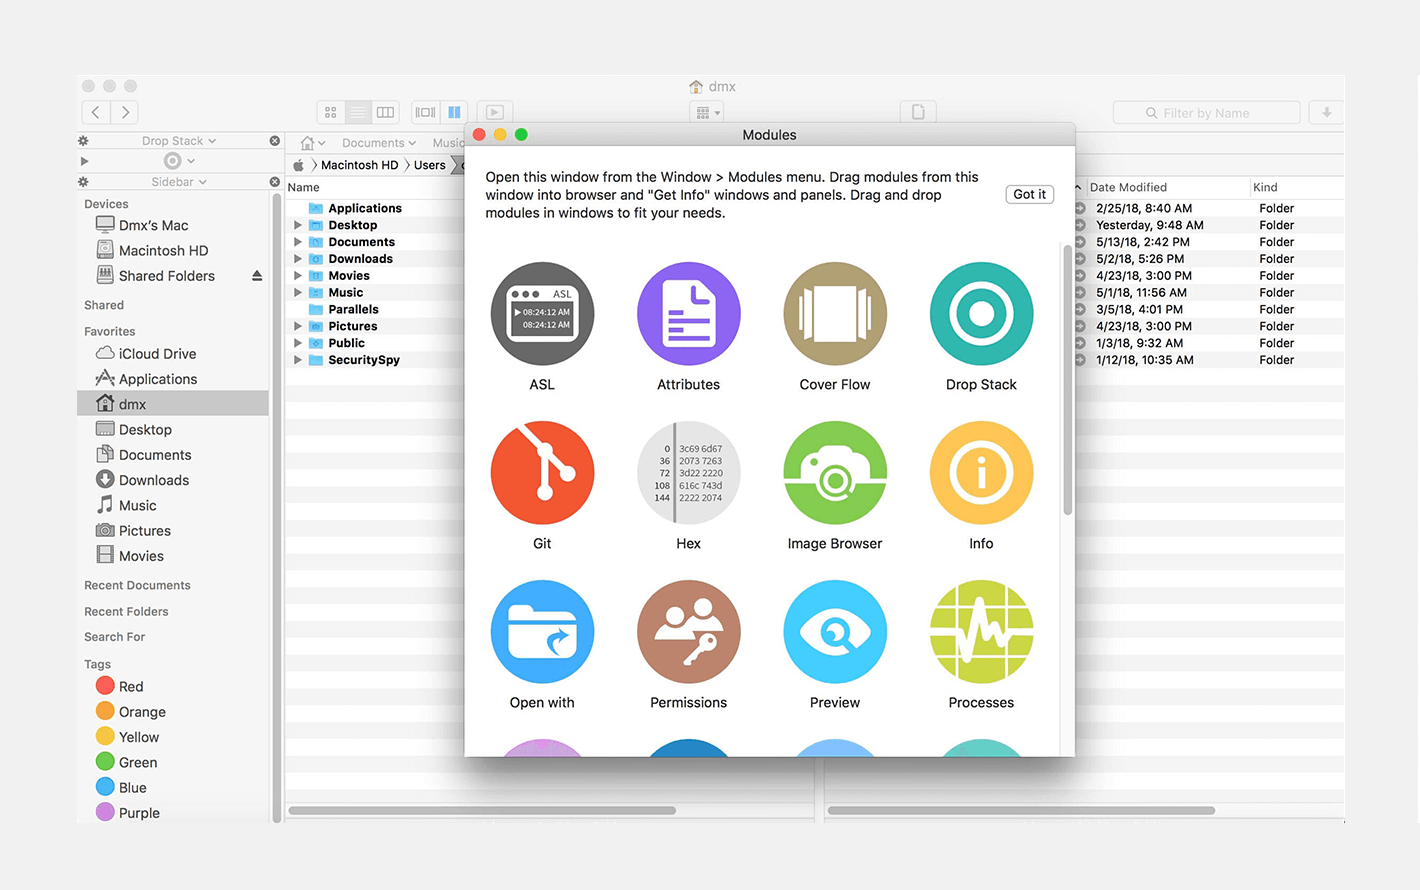 dmx
Filter by Name
Drop Stack
Sidebar
Devices
Dmx's Mac
Macintosh HD
Shared Folders
Shared
Favorites
iCloud Drive
Applications
dmx
Desktop
Documents
Downloads
Music
Pictures
Movies
Recent Documents
Recent Folders
Search For
Tags
Red
Orange
Yellow
Green
Blue
Purple
Documents Music
Macintosh HD Users
Name
Applications
Desktop
Documents
Downloads
Movies
Music
Parallels
Pictures
Public
SecuritySpy
Modules
Open this window from the Window > Modules menu. Drag modules from this
window into browser and "Get Info" windows and panels. Drag and drop
modules in windows to fit your needs.
Got it
ASL
08:24:12 AM
08:24:12 AM
ASL
Attributes
Cover Flow
Drop Stack
0 3c69 6d67
36 2073 7263
72 3d22 2220
108 616c 743d
144 2222 2074
Git
Hex
Image Browser
Info
Open with
Permissions
Preview
Processes
Date Modified Kind
2/25/18, 8:40 AM Folder
Yesterday, 9:48 AM Folder
5/13/18, 2:42 PM Folder
5/2/18, 5:26 PM Folder
4/23/18, 3:00 PM Folder
5/1/18, 11:56 AM Folder
3/5/18, 4:01 PM Folder
4/23/18, 3:00 PM Folder
1/3/18, 9:32 AM Folder
1/12/18, 10:35 AM Folder